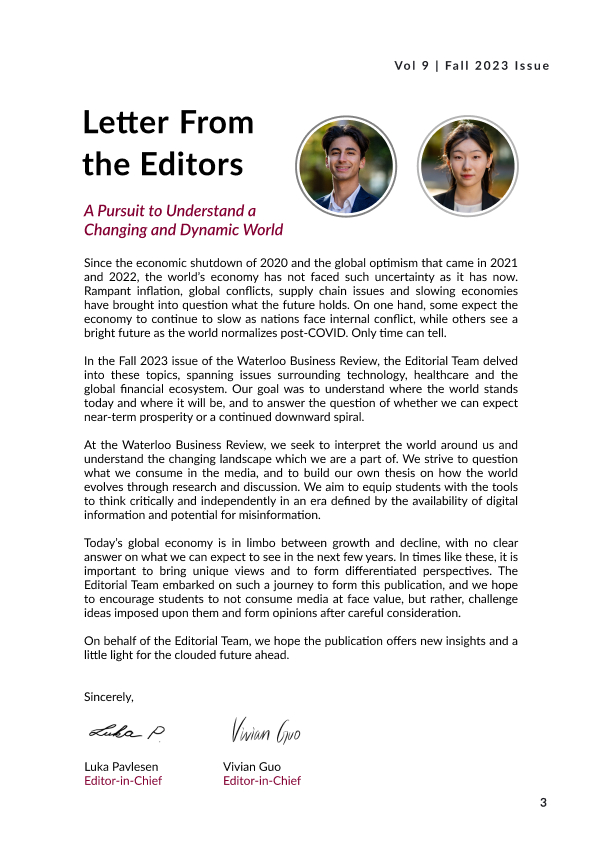 Vol 9 | Fall 2023 Issue
Letter From
the Editors
A Pursuit to Understand a
Changing and Dynamic World
Since the economic shutdown of 2020 and the global optimism that came in 2021
and 2022, the world's economy has not faced such uncertainty as it has now.
Rampant inflation, global conflicts, supply chain issues and slowing economies
have brought into question what the future holds. On one hand, some expect the
economy to continue to slow as nations face internal conflict, while others see a
bright future as the world normalizes post-COVID. Only time can tell.
In the Fall 2023 issue of the Waterloo Business Review, the Editorial Team delved
into these topics, spanning issues surrounding technology, healthcare and the
global financial ecosystem. Our goal was to understand where the world stands
today and where it will be, and to answer the question of whether we can expect
near-term prosperity or a continued downward spiral.
At the Waterloo Business Review, we seek to interpret the world around us and
understand the changing landscape which we are a part of. We strive to question
what we consume in the media, and to build our own thesis on how the world
evolves through research and discussion. We aim to equip students with the tools
to think critically and independently in an era defined by the availability of digital
information and potential for misinformation.
Today's global economy is in limbo between growth and decline, with no clear
answer on what we can expect to see in the next few years. In times like these, it is
important to bring unique views and to form differentiated perspectives. The
Editorial Team embarked on such a journey to form this publication, and we hope
to encourage students to not consume media at face value, but rather, challenge
ideas imposed upon them and form opinions after careful consideration.
On behalf of the Editorial Team, we hope the publication offers new insights and a
little light for the clouded future ahead.
Sincerely,
Luka P. Vivian Guo
Luka Pavlesen Vivian Guo
Editor-in-Chief Editor-in-Chief
3